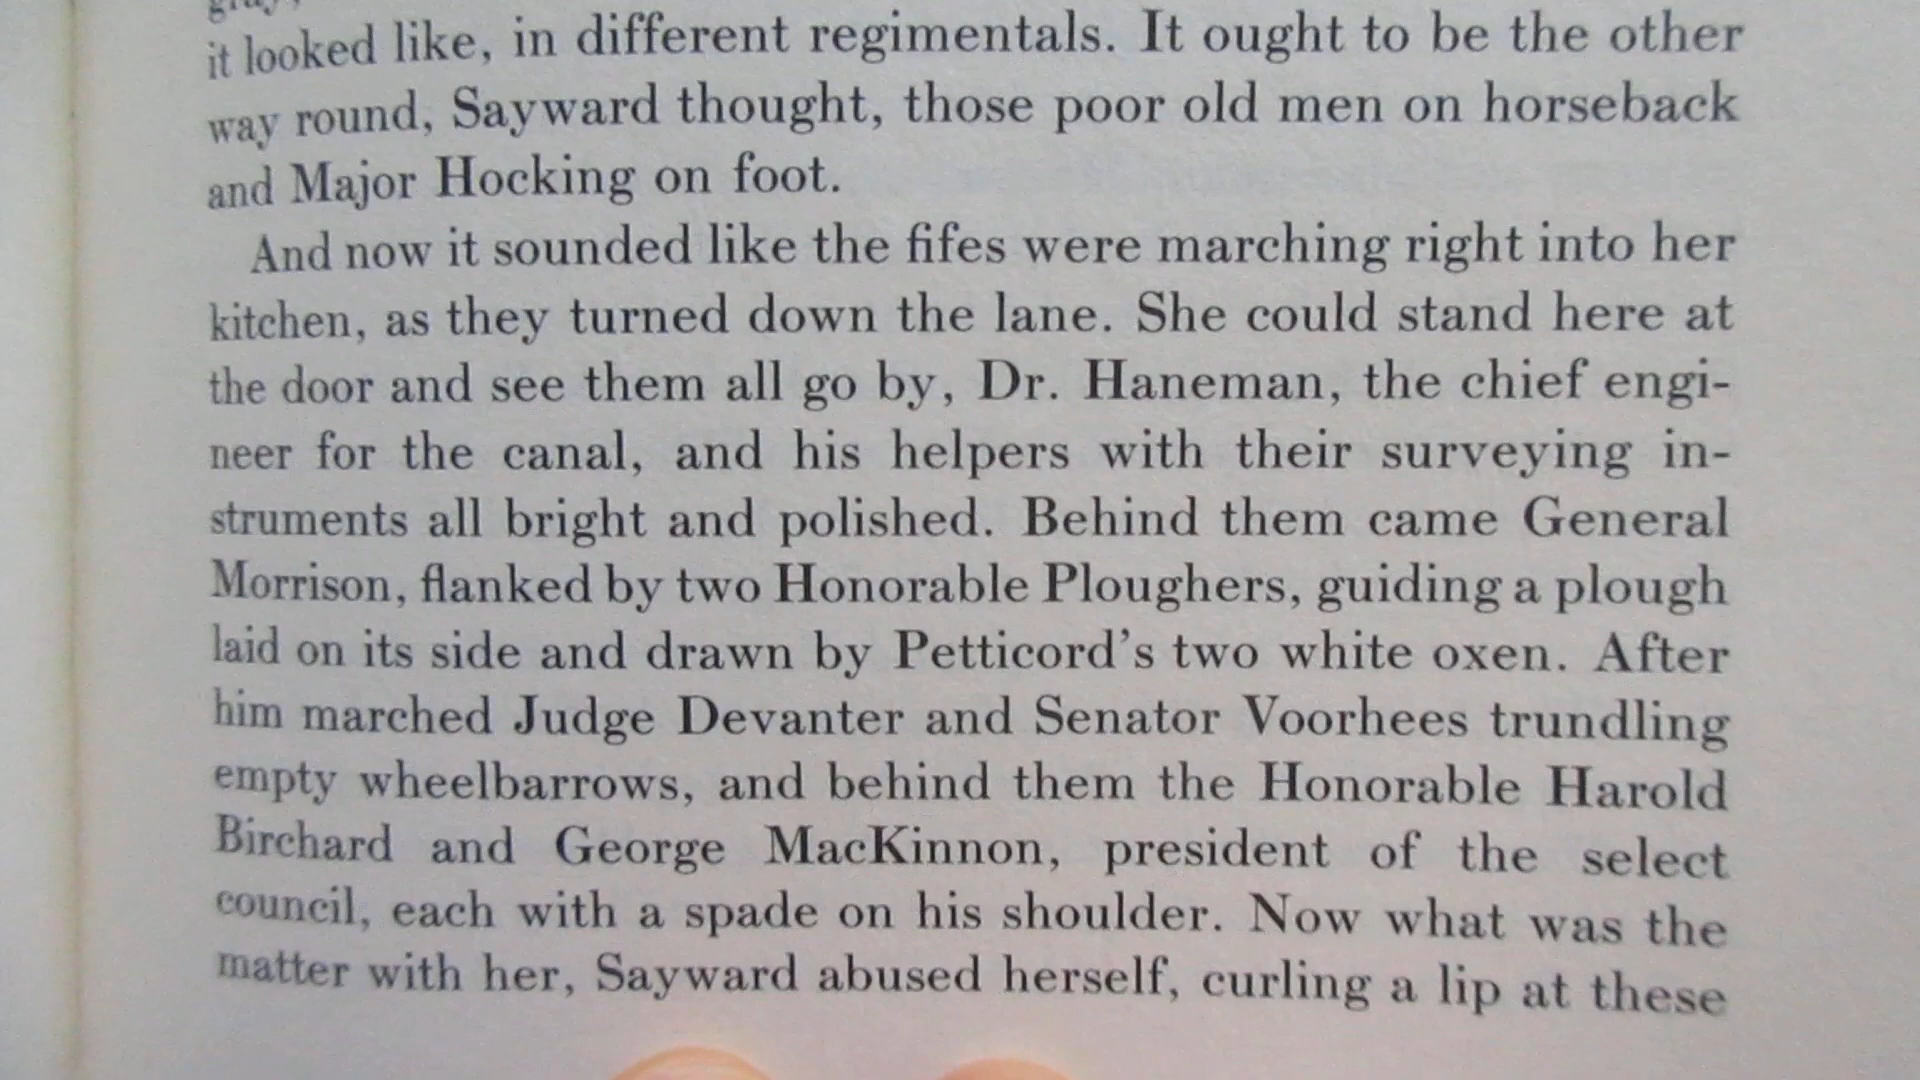 it looked like, in different regimentals. It ought to be the other
way round, Sayward thought, those poor old men on horseback
and Major Hocking on foot.
And now it sounded like the fifes were marching right into her
kitchen, as they turned down the lane. She could stand here at
the door and see them all go by, Dr. Haneman, the chief engi-
neer for the canal, and his helpers with their surveying in-
struments all bright and polished. Behind them came General
Morrison, flanked by two Honorable Ploughers, guiding a plough
laid on its side and drawn by Petticord's two white oxen. After
him marched Judge Devanter and Senator Voorhees trundling
empty wheelbarrows, and behind them the Honorable Harold
Birchard and George MacKinnon, president of the select
council, each with a spade on his shoulder. Now what was the
matter with her, Sayward abused herself, curling a lip at these